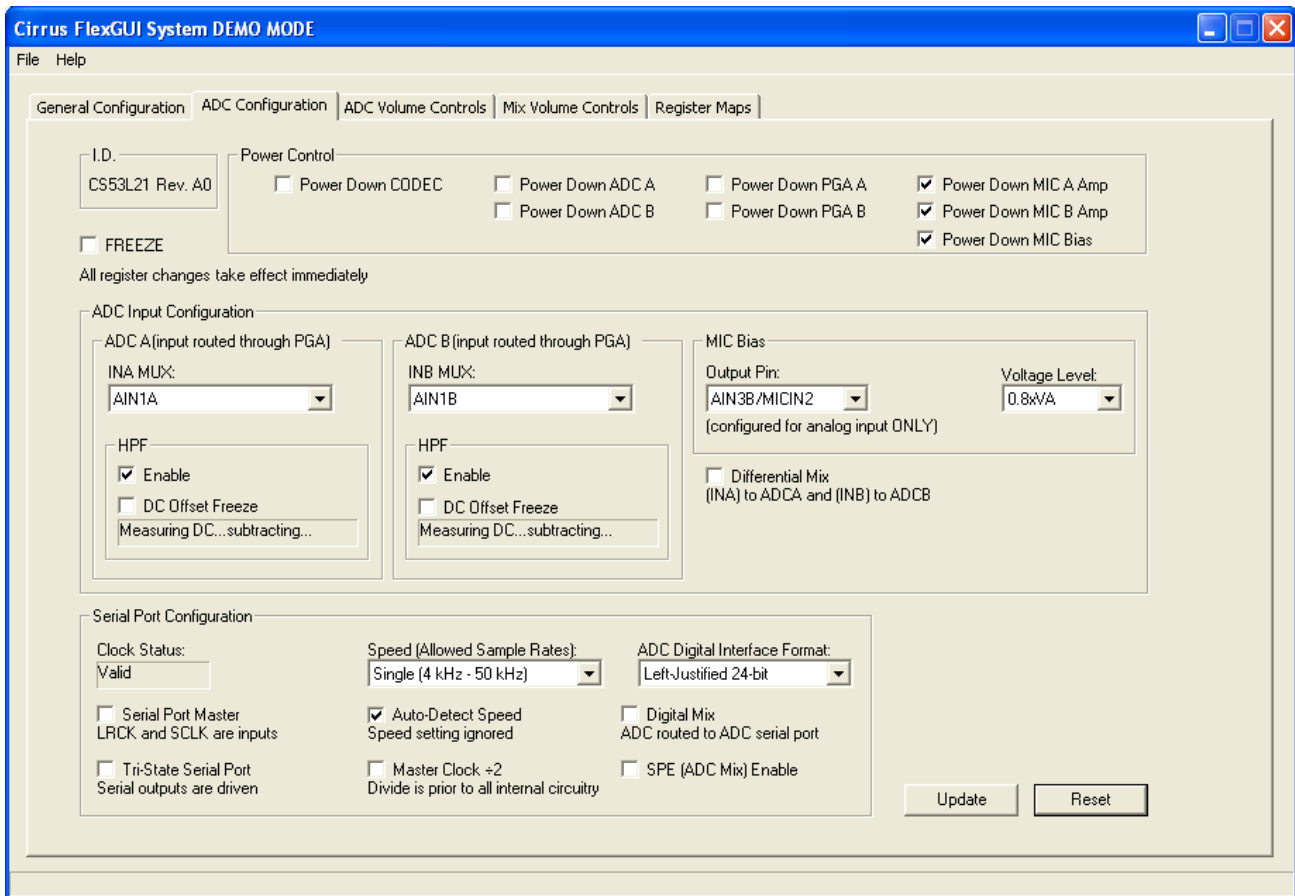 Cirrus FlexGUI System DEMO MODE
File Help
General Configuration ADC Configuration ADC Volume Controls Mix Volume Controls Register Maps
I.D. Power Control
CS53L21 Rev. A0 Power Down CODEC Power Down ADC A Power Down PGA A Power Down MIC A Amp
Power Down ADC B Power Down PGA B Power Down MIC B Amp
FREEZE Power Down MIC Bias
All register changes take effect immediately
ADC Input Configuration
ADC A(input routed through PGA) ADC B(input routed through PGA) MIC Bias
INA MUX: INB MUX: Output Pin: Voltage Level:
AIN1A AIN1B AIN3B/MICIN2 0.8xVA
(configured for analog input ONLY)
HPF HPF
Enable Enable Differential Mix
(INA) to ADCA and (INB) to ADCB
DC Offset Freeze DC Offset Freeze
Measuring DC...subtracting... Measuring DC...subtracting...
Serial Port Configuration
Clock Status: Speed (Allowed Sample Rates): ADC Digital Interface Format:
Valid Single (4 kHz - 50 kHz) Left-Justified 24-bit
Serial Port Master Auto-Detect Speed Digital Mix
LRCK and SCLK are inputs Speed setting ignored ADC routed to ADC serial port
Tri-State Serial Port Master Clock ÷2 SPE (ADC Mix) Enable
Serial outputs are driven Divide is prior to all internal circuitry
Update Reset